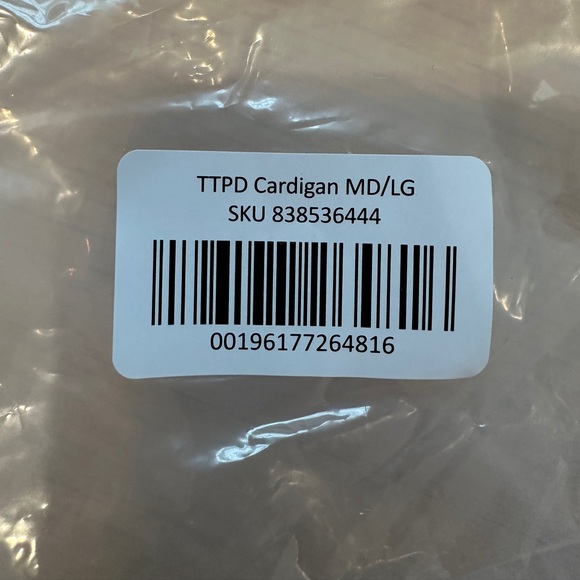 TTPD Cardigan MD/LG
SKU 838536444
00196177264816